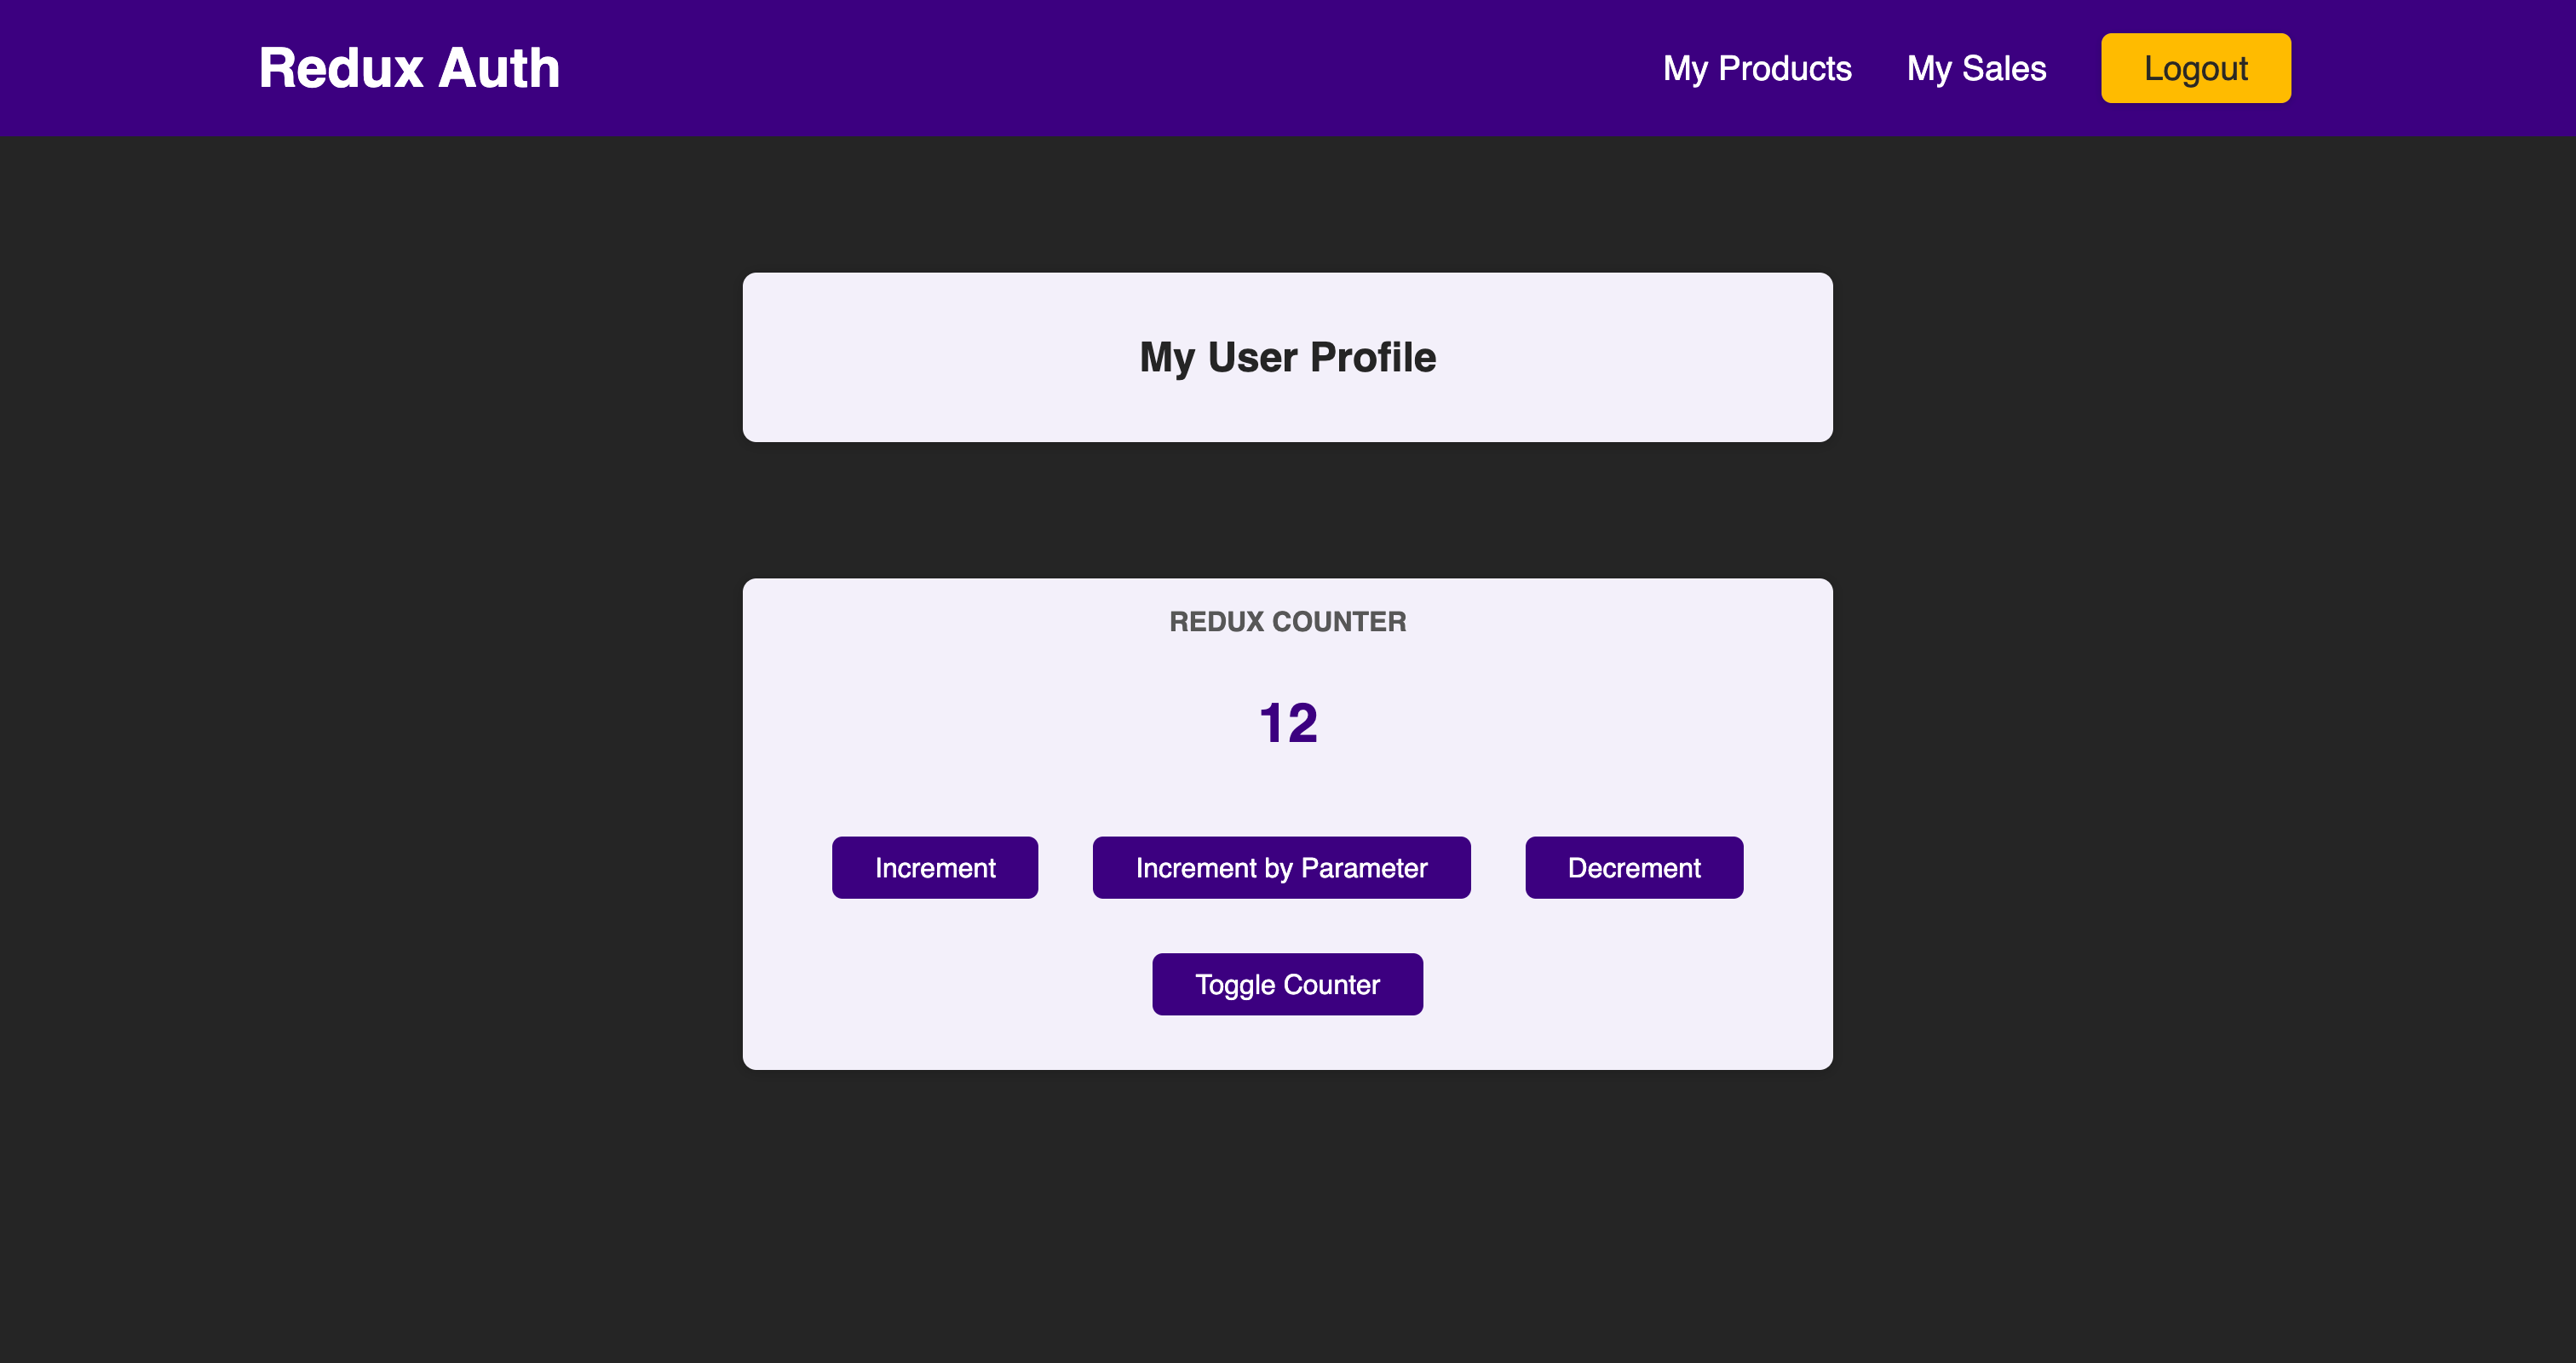 Redux Auth
My Products
My Sales
Logout
My User Profile
REDUX COUNTER
12
Increment
Increment by Parameter
Decrement
Toggle Counter